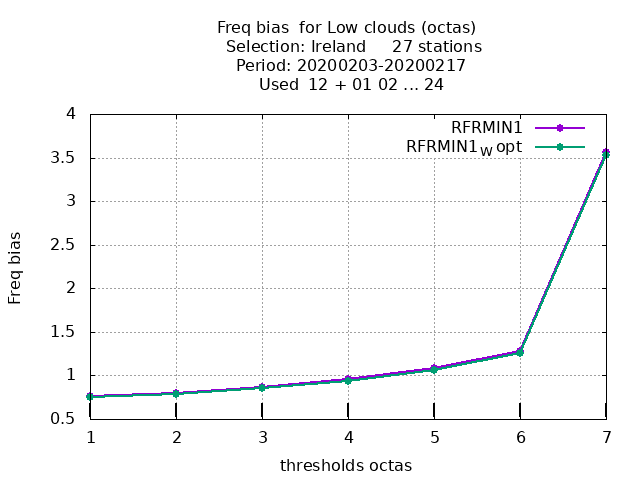 Freq bias  for Low clouds (octas)
Selection: Ireland     27 stations
Period: 20200203-20200217
Used  12 + 01 02 ... 24
4
3.5
3
2.5
2
1.5
1
0.5
Freq bias
RFRMIN1
RFRMIN1W opt
1 2 3 4 5 6 7
thresholds octas